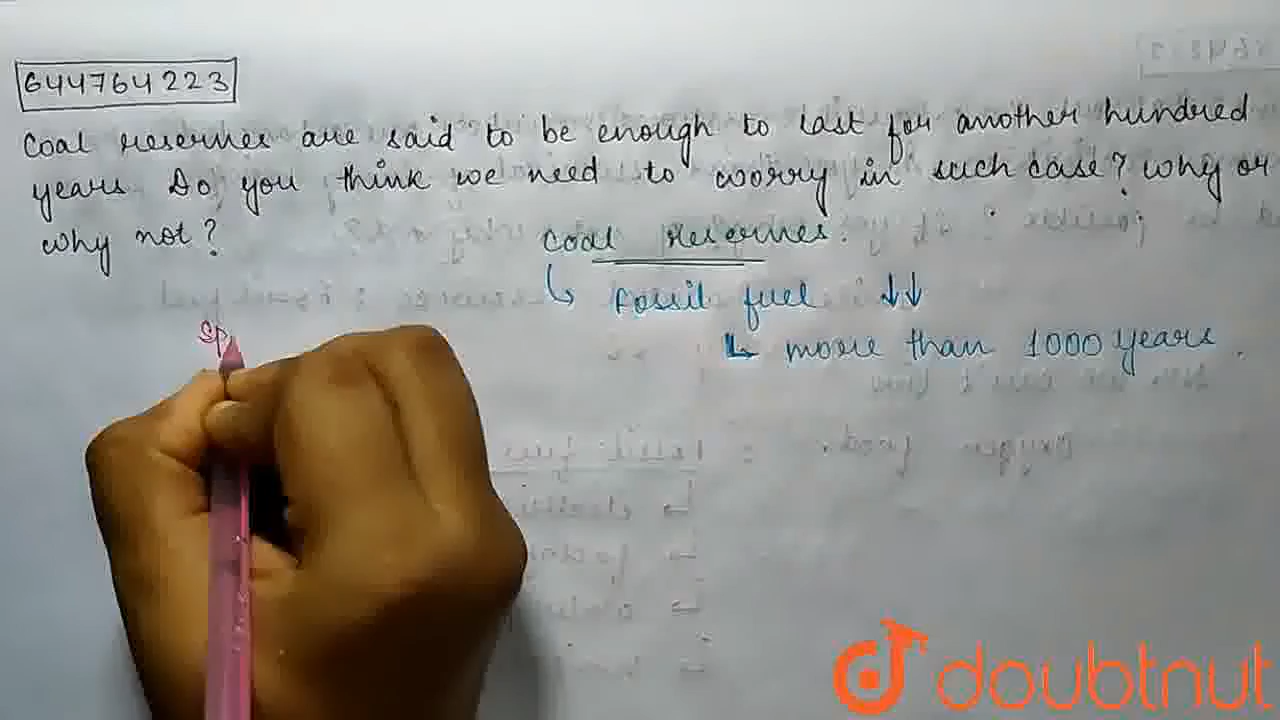 644764223
Coal reserves are said to be enough to last for another hundred
years. Do you think we need to worry in such case? why or
why not?
Coal reserves.
↳ Fossil fuel ↓↓
↳ more than 1000 years.
Sp
doubtnut